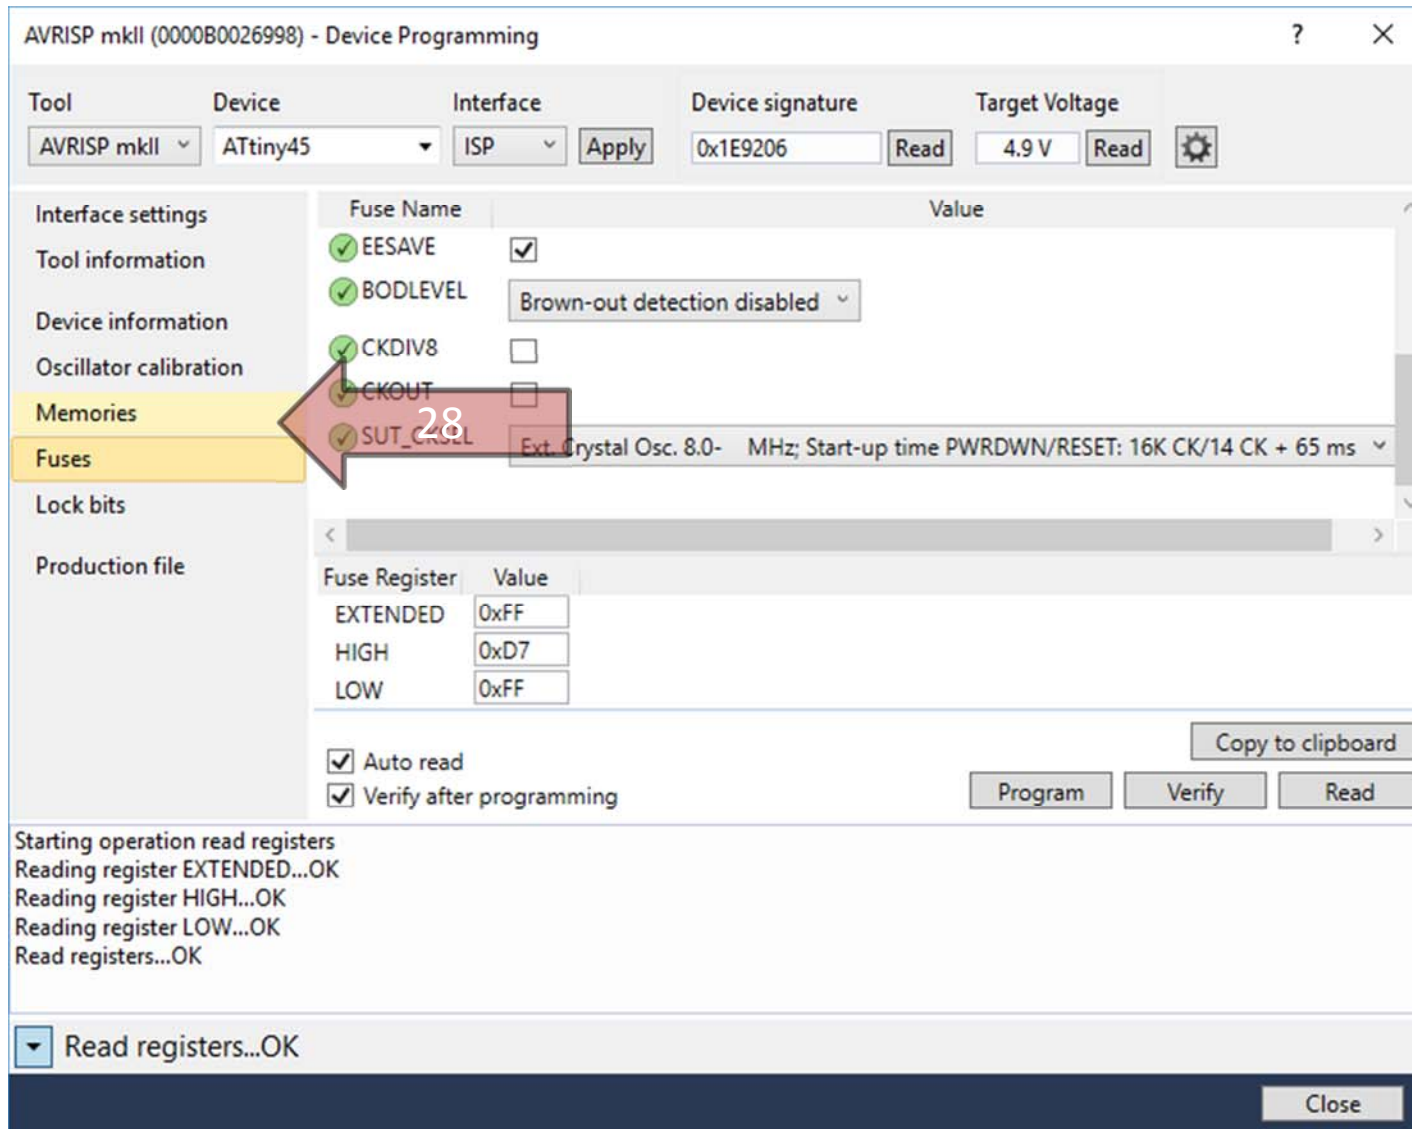 AVRISP mkII (0000B0026998) - Device Programming ?
Tool Device Interface Device signature Target Voltage
AVRISP mkII ATtiny45 ISP Apply 0x1E9206 Read 4.9 V Read
Interface settings
Tool information
Device information
Oscillator calibration
Memories
Fuses
Lock bits
Production file
Fuse Name Value
EESAVE
BODLEVEL Brown-out detection disabled
CKDIV8
CKOUT
28
SUT_CKSEL Ext. Crystal Osc. 8.0- MHz; Start-up time PWRDWN/RESET: 16K CK/14 CK + 65 ms
Fuse Register Value
EXTENDED 0xFF
HIGH 0xD7
LOW 0xFF
Copy to clipboard
Auto read
Verify after programming
Program Verify Read
Starting operation read registers
Reading register EXTENDED...OK
Reading register HIGH...OK
Reading register LOW...OK
Read registers...OK
Read registers...OK
Close